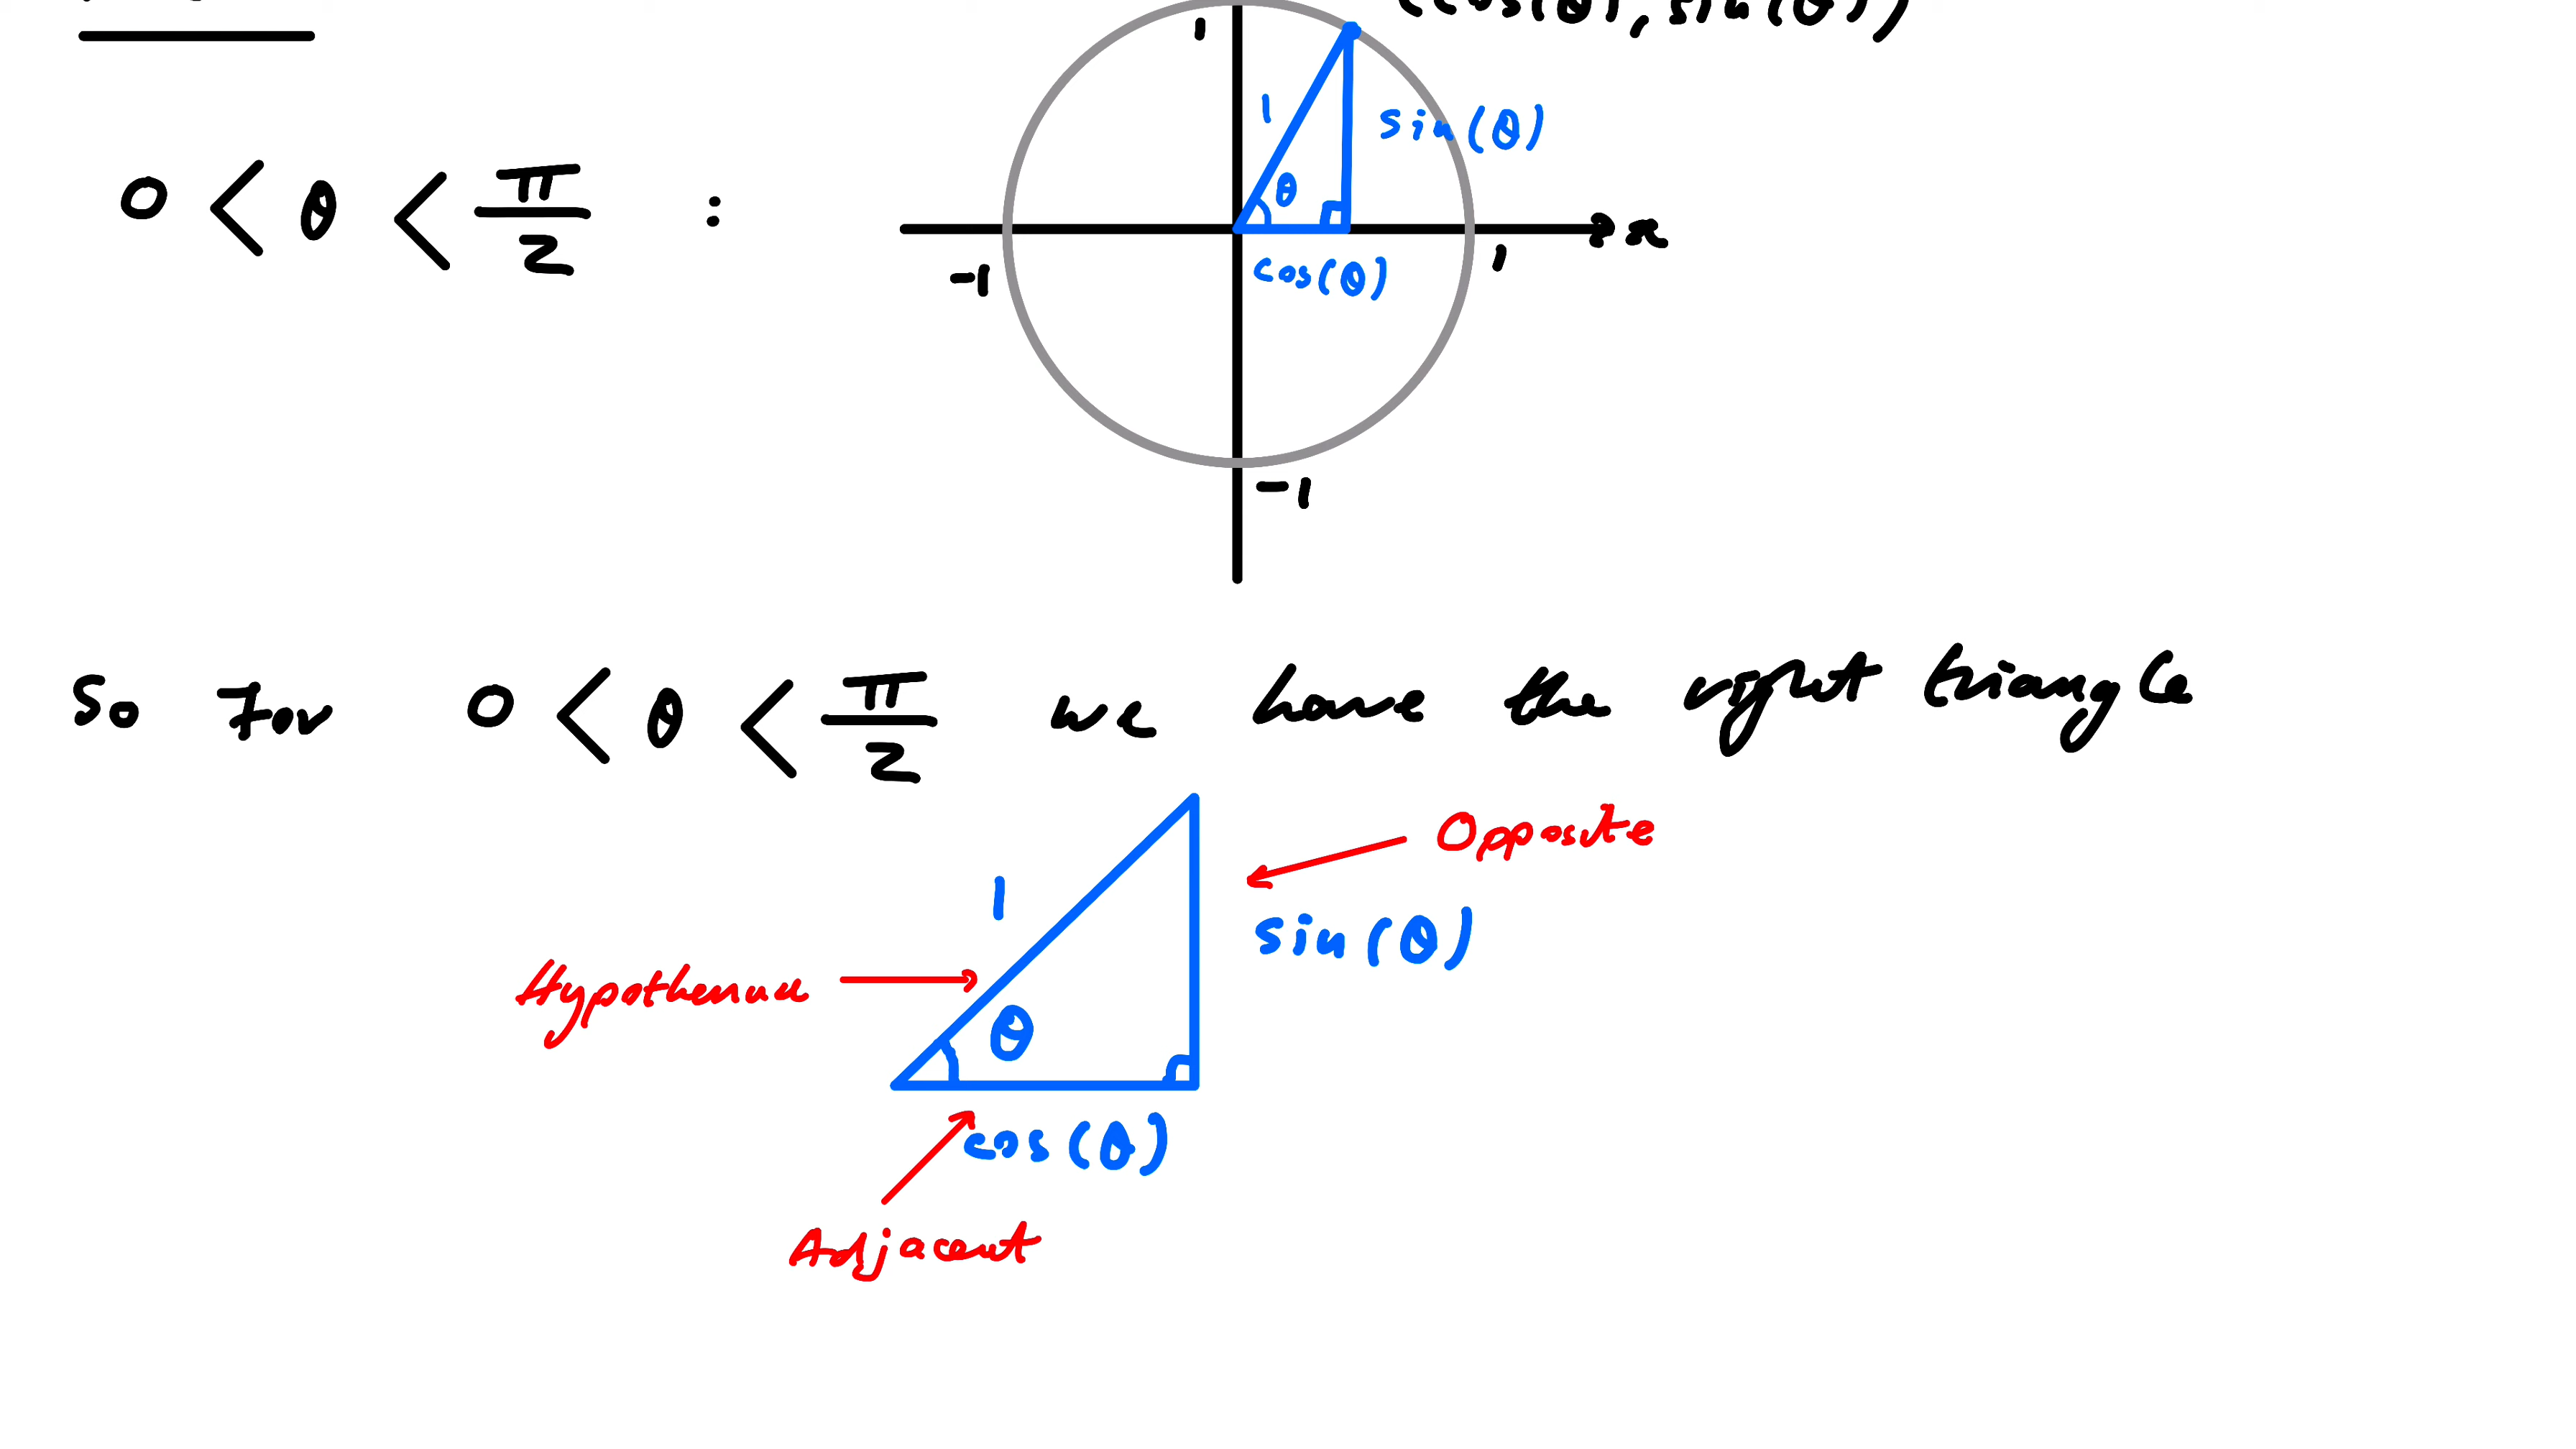 (cos(θ), sin(θ))
1
1
sin(θ)
θ
0 < θ < π/2 :
x
-1
cos(θ)
1
-1
So for 0 < θ < π/2 we have the right triangle
Opposite
1
sin(θ)
Hypothenuse
θ
cos(θ)
Adjacent